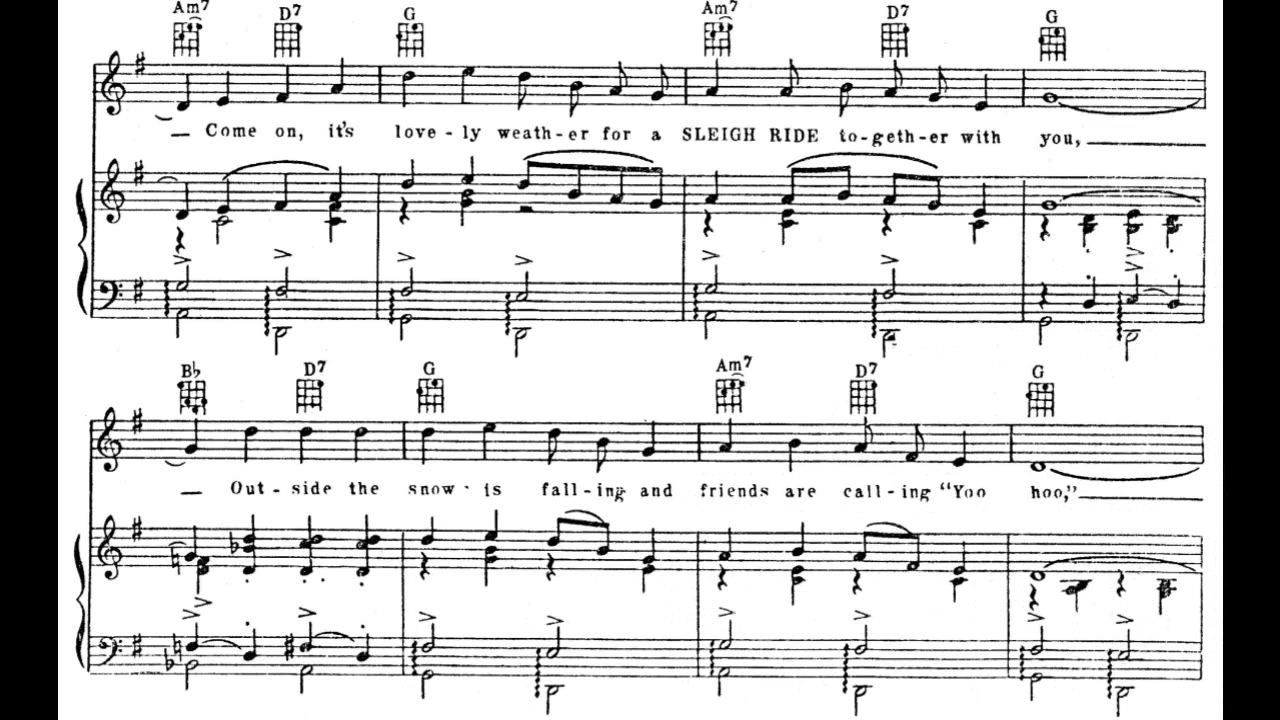 Am7 D7 G Am7 D7 G
— Come on, it's love-ly weath-er for a SLEIGH RIDE to-geth-er with you,
Bb D7 G Am7 D7 G
— Out-side the snow is fall-ing and friends are call-ing "Yoo hoo,"